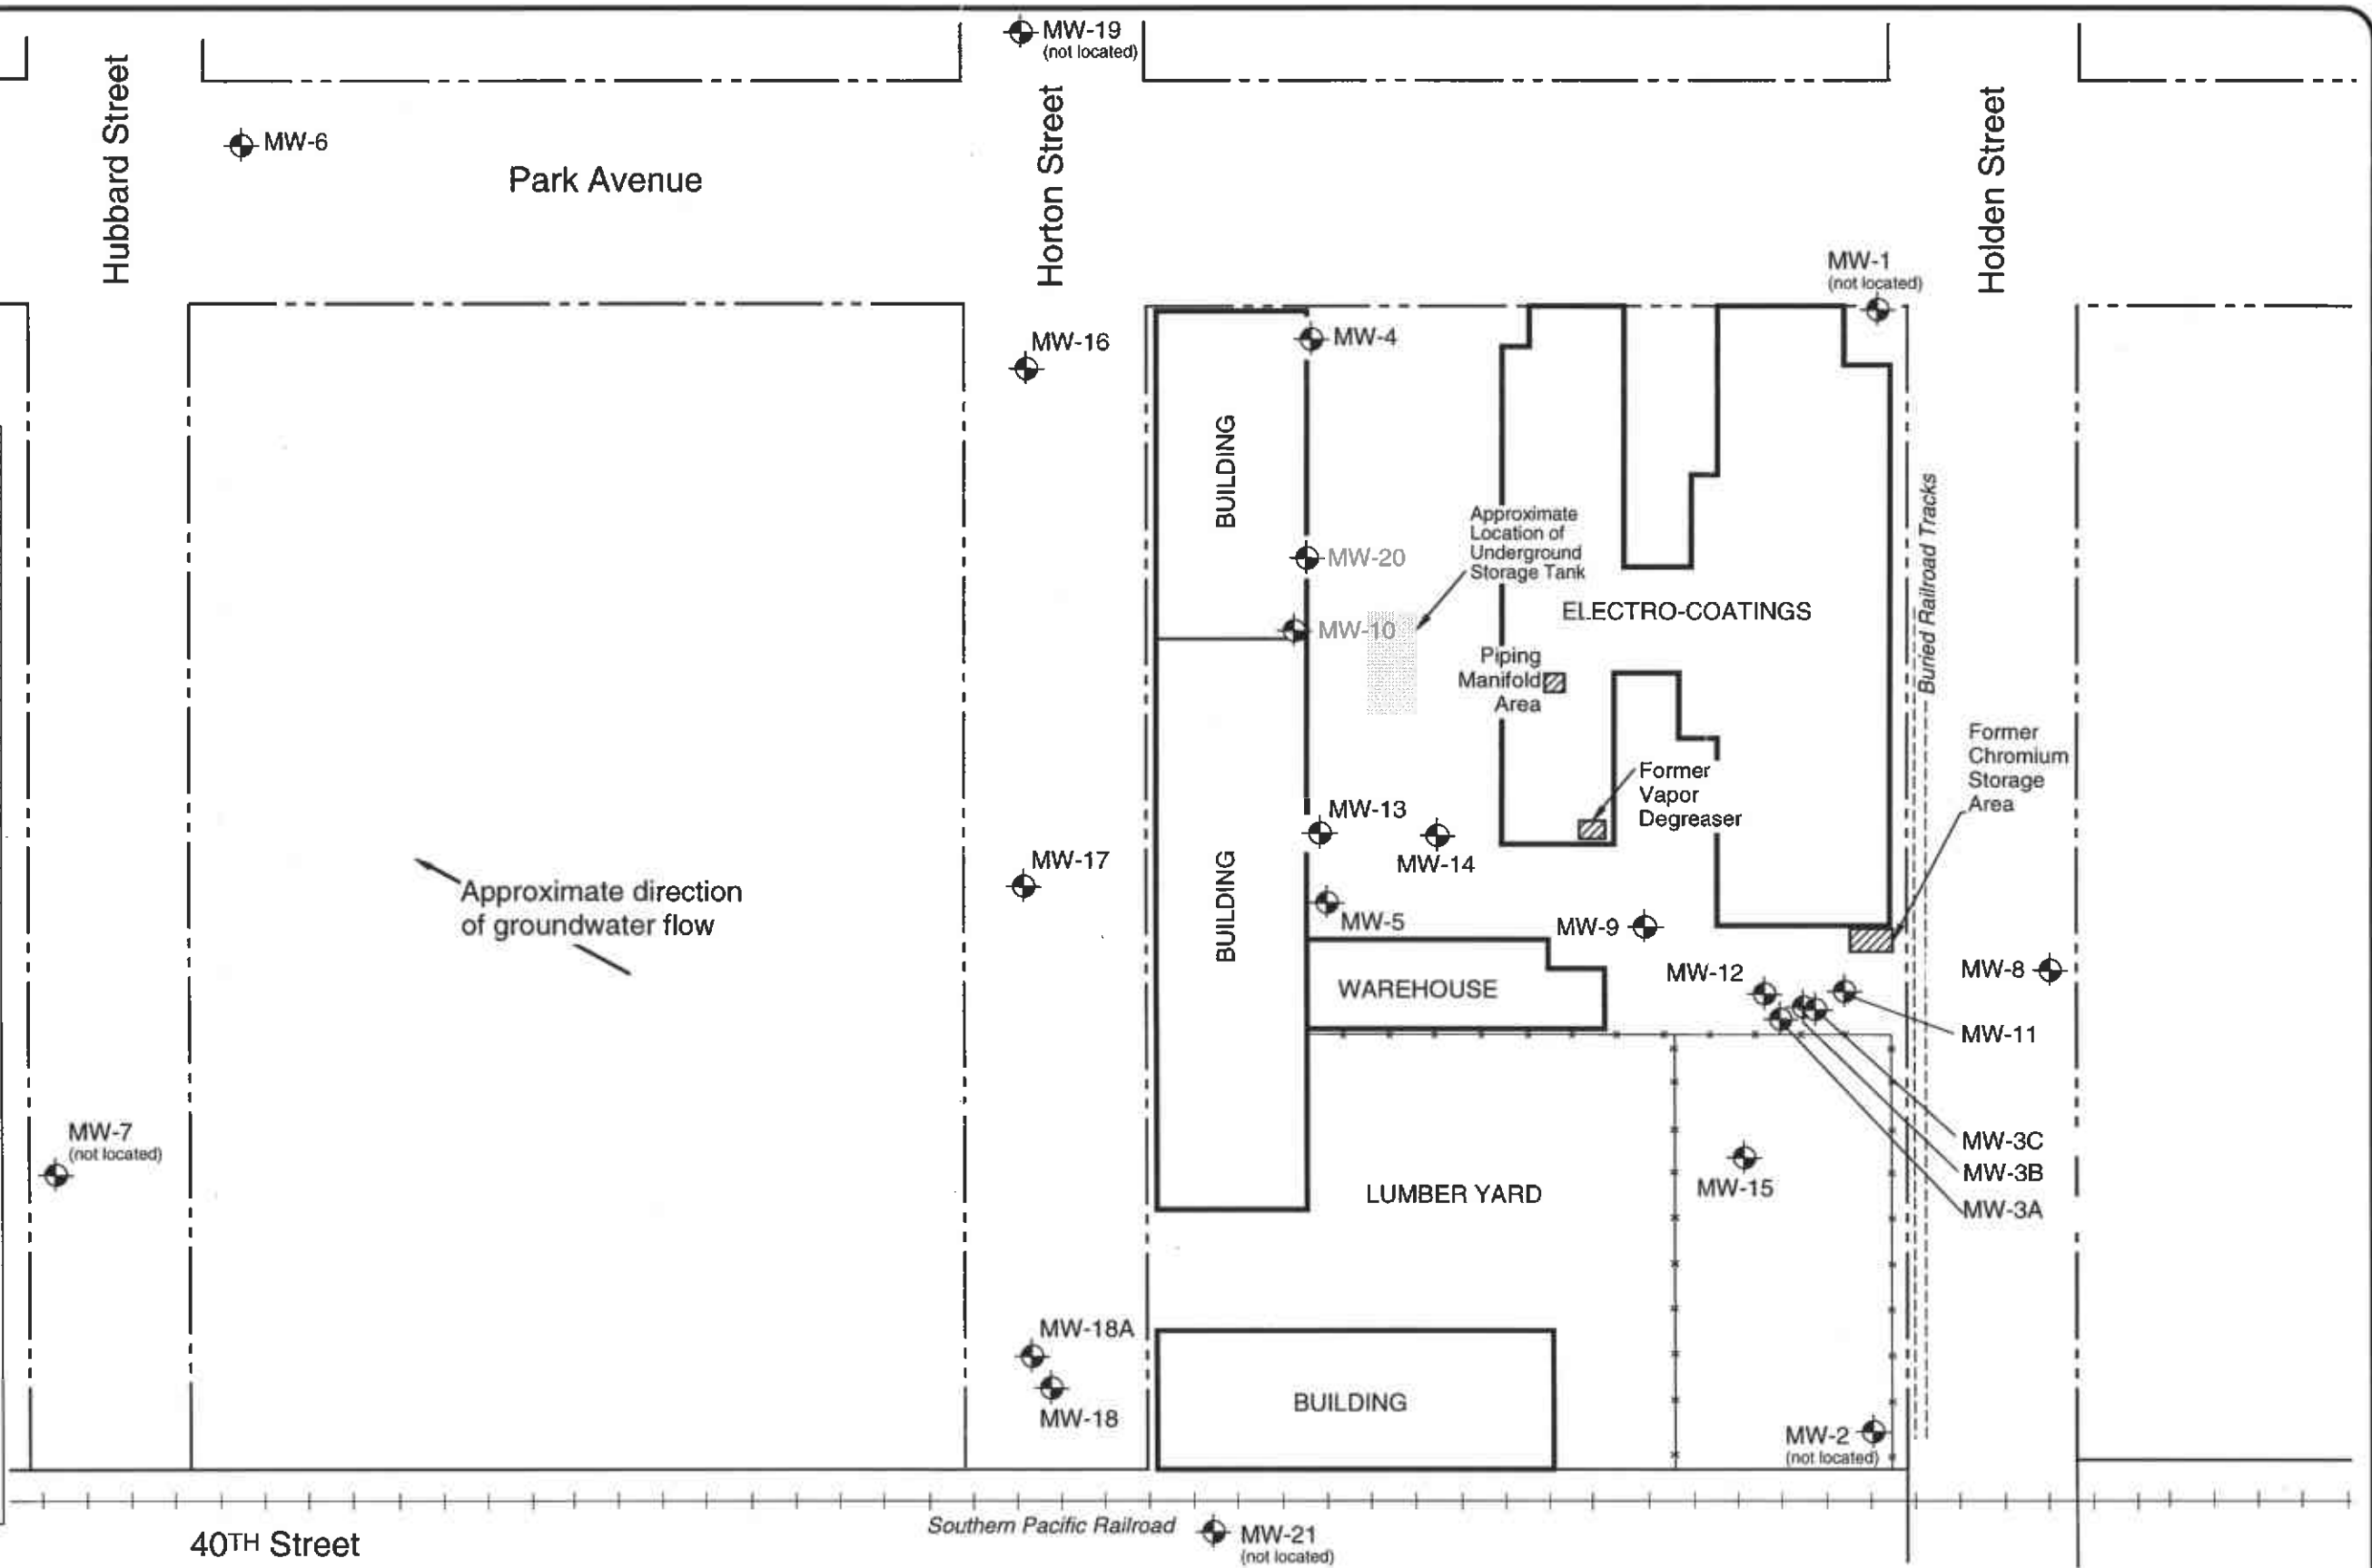 MW-19
(not located)
Hubbard Street
MW-6
Park Avenue
Horton Street
Holden Street
MW-1
(not located)
MW-16
MW-4
BUILDING
Approximate
Location of
Underground
Storage Tank
Buried Railroad Tracks
MW-20
ELECTRO-COATINGS
MW-10
Piping
Manifold
Area
Former
Chromium
Storage
Area
Former
Vapor
Degreaser
MW-13
MW-14
MW-17
Approximate direction
of groundwater flow
BUILDING
MW-5
MW-9
WAREHOUSE
MW-12
MW-8
MW-11
MW-7
(not located)
MW-3C
MW-3B
MW-3A
MW-15
LUMBER YARD
MW-18A
MW-18
BUILDING
MW-2
(not located)
Southern Pacific Railroad
MW-21
(not located)
40TH Street